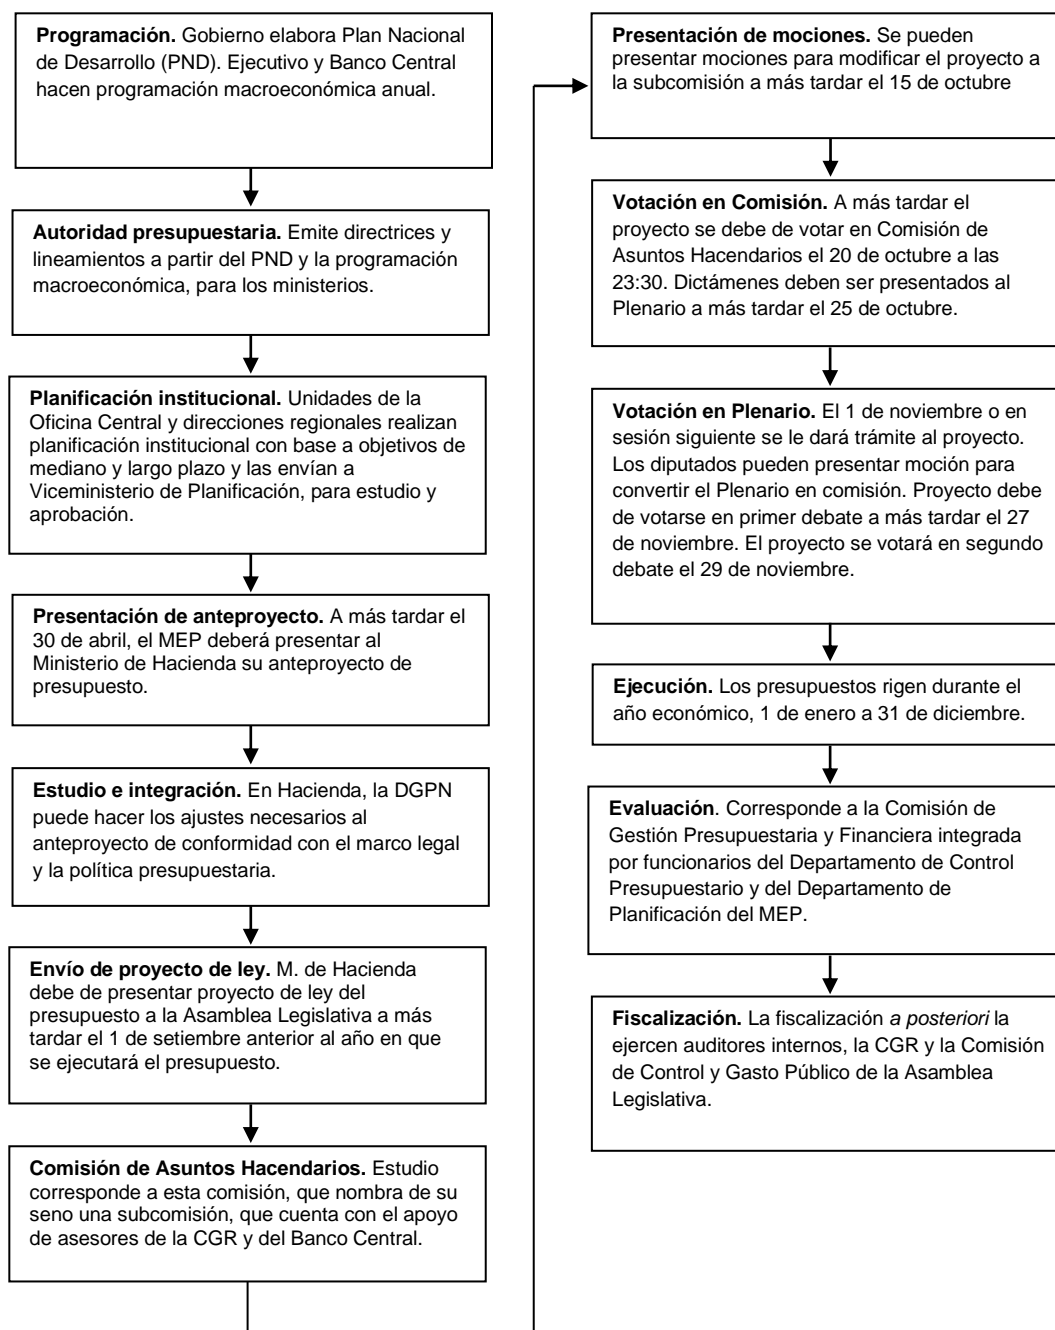 Programación. Gobierno elabora Plan Nacional
de Desarrollo (PND). Ejecutivo y Banco Central
hacen programación macroeconómica anual.
Autoridad presupuestaria. Emite directrices y
lineamientos a partir del PND y la programación
macroeconómica, para los ministerios.
Planificación institucional. Unidades de la
Oficina Central y direcciones regionales realizan
planificación institucional con base a objetivos de
mediano y largo plazo y las envían a
Viceministerio de Planificación, para estudio y
aprobación.
Presentación de anteproyecto. A más tardar el
30 de abril, el MEP deberá presentar al
Ministerio de Hacienda su anteproyecto de
presupuesto.
Estudio e integración. En Hacienda, la DGPN
puede hacer los ajustes necesarios al
anteproyecto de conformidad con el marco legal
y la política presupuestaria.
Envío de proyecto de ley. M. de Hacienda
debe de presentar proyecto de ley del
presupuesto a la Asamblea Legislativa a más
tardar el 1 de setiembre anterior al año en que
se ejecutará el presupuesto.
Comisión de Asuntos Hacendarios. Estudio
corresponde a esta comisión, que nombra de su
seno una subcomisión, que cuenta con el apoyo
de asesores de la CGR y del Banco Central.
Presentación de mociones. Se pueden
presentar mociones para modificar el proyecto a
la subcomisión a más tardar el 15 de octubre
Votación en Comisión. A más tardar el
proyecto se debe de votar en Comisión de
Asuntos Hacendarios el 20 de octubre a las
23:30. Dictámenes deben ser presentados al
Plenario a más tardar el 25 de octubre.
Votación en Plenario. El 1 de noviembre o en
sesión siguiente se le dará trámite al proyecto.
Los diputados pueden presentar moción para
convertir el Plenario en comisión. Proyecto debe
de votarse en primer debate a más tardar el 27
de noviembre. El proyecto se votará en segundo
debate el 29 de noviembre.
Ejecución. Los presupuestos rigen durante el
año económico, 1 de enero a 31 de diciembre.
Evaluación. Corresponde a la Comisión de
Gestión Presupuestaria y Financiera integrada
por funcionarios del Departamento de Control
Presupuestario y del Departamento de
Planificación del MEP.
Fiscalización. La fiscalización a posteriori la
ejercen auditores internos, la CGR y la Comisión
de Control y Gasto Público de la Asamblea
Legislativa.